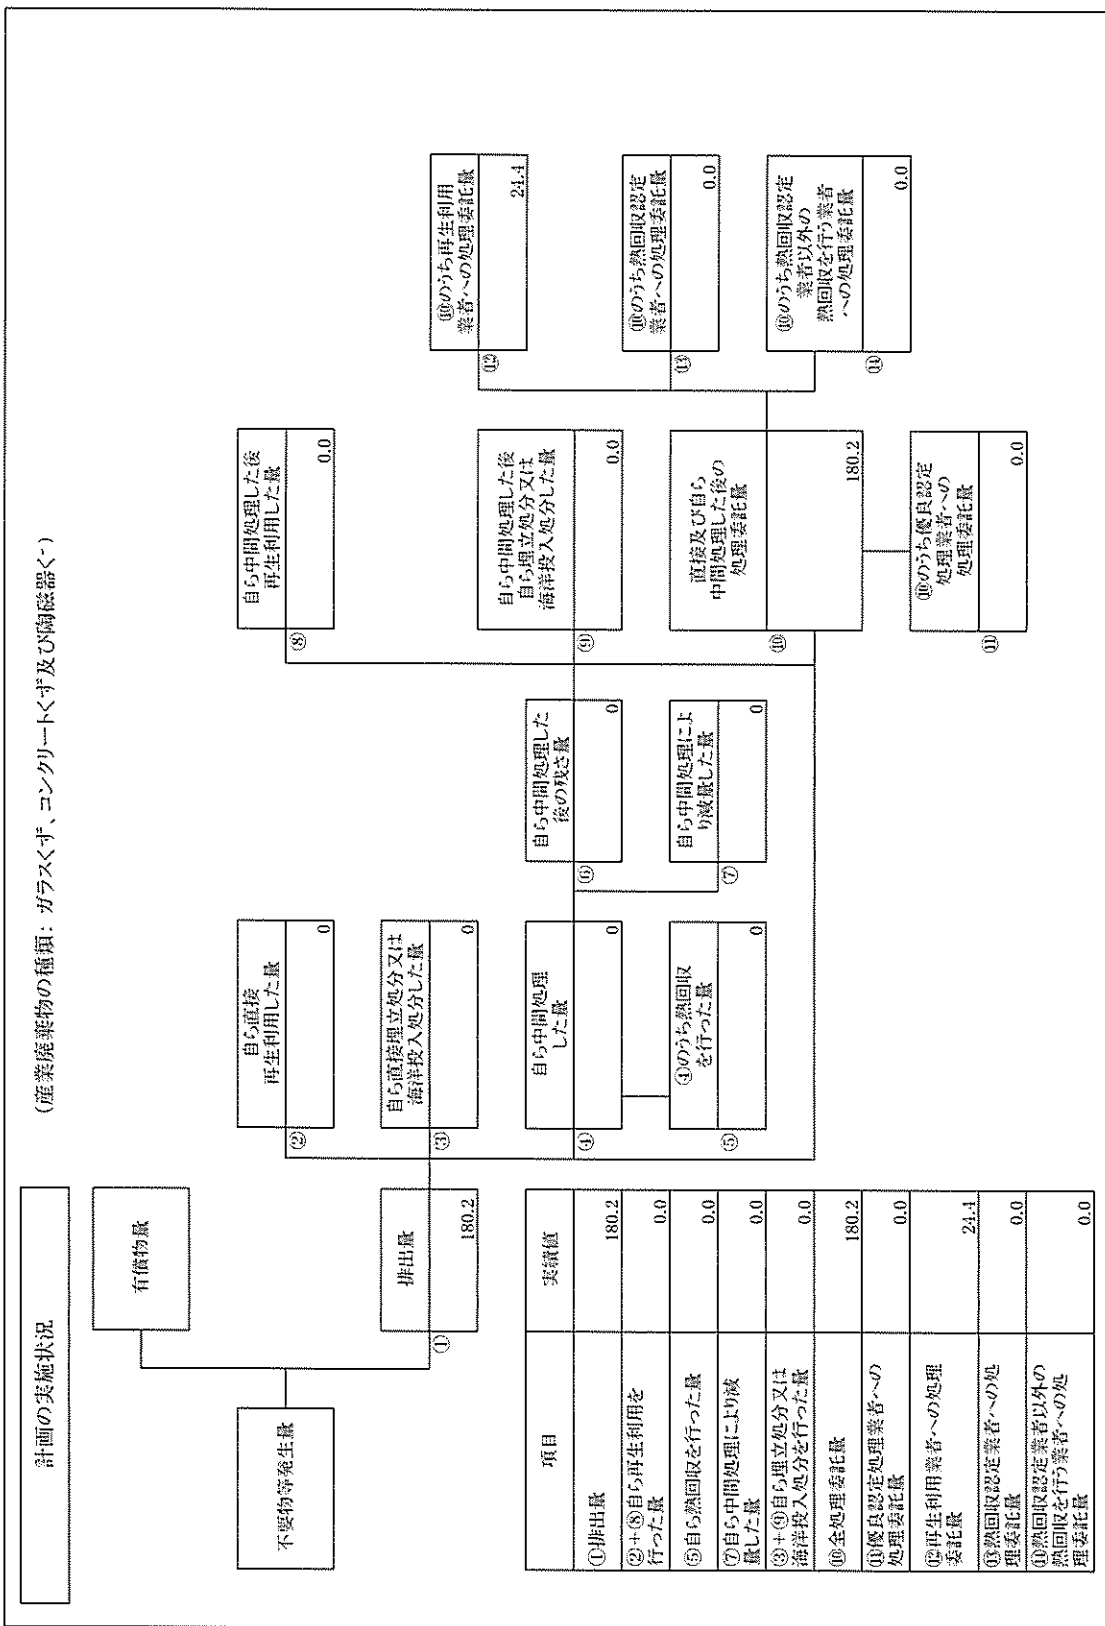 計画の実施状況
(産業廃棄物の種類: ガラスくず、コンクリートくず及び陶磁器く゛)
不要物等発生量
有償物量
①
排出量
180.2
②
自ら直接
再生利用した量
0
③
自ら直接埋立処分又は
海洋投入処分した量
0
④
自ら中間処理
した量
0
⑤
④のうち熱回収
を行った量
0
⑥
自ら中間処理した
後の残さ量
0
⑦
自ら中間処理によ
り減量した量
0
⑧
自ら中間処理した後
再生利用した量
0.0
⑨
自ら中間処理した後
自ら埋立処分又は
海洋投入処分した量
0.0
⑩
直接及び自ら
中間処理した後の
処理委託量
180.2
⑪
⑩のうち優良認定
処理業者への
処理委託量
0.0
⑫
⑩のうち再生利用
業者への処理委託量
24.4
⑬
⑩のうち熱回収認定
業者への処理委託量
0.0
⑭
⑩のうち熱回収認定
業者以外の
熱回収を行う業者
への処理委託量
0.0
項目 実績値
①排出量 180.2
②+⑧自ら再生利用を
行った量 0.0
⑤自ら熱回収を行った量 0.0
⑦自ら中間処理により減
量した量 0.0
③+⑨自ら埋立処分又は
海洋投入処分を行った量 0.0
⑩全処理委託量 180.2
⑪優良認定処理業者への
処理委託量 0.0
⑫再生利用業者への処理
委託量 24.4
⑬熱回収認定業者への処
理委託量 0.0
⑭熱回収認定業者以外の
熱回収を行う業者への処
理委託量 0.0